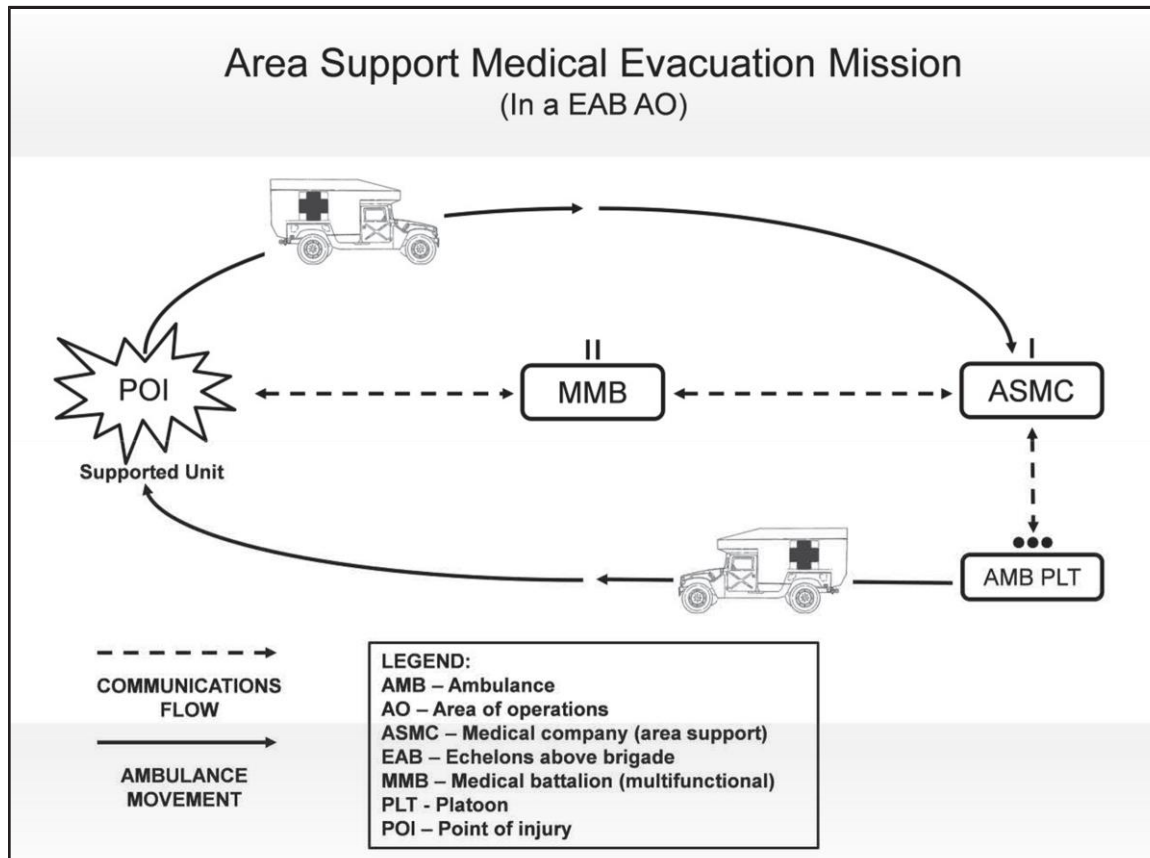 Area Support Medical Evacuation Mission
(In a EAB AO)
POI
Supported Unit
II
MMB
I
ASMC
AMB PLT
COMMUNICATIONS
FLOW
AMBULANCE
MOVEMENT
LEGEND:
AMB – Ambulance
AO – Area of operations
ASMC – Medical company (area support)
EAB – Echelons above brigade
MMB – Medical battalion (multifunctional)
PLT - Platoon
POI – Point of injury